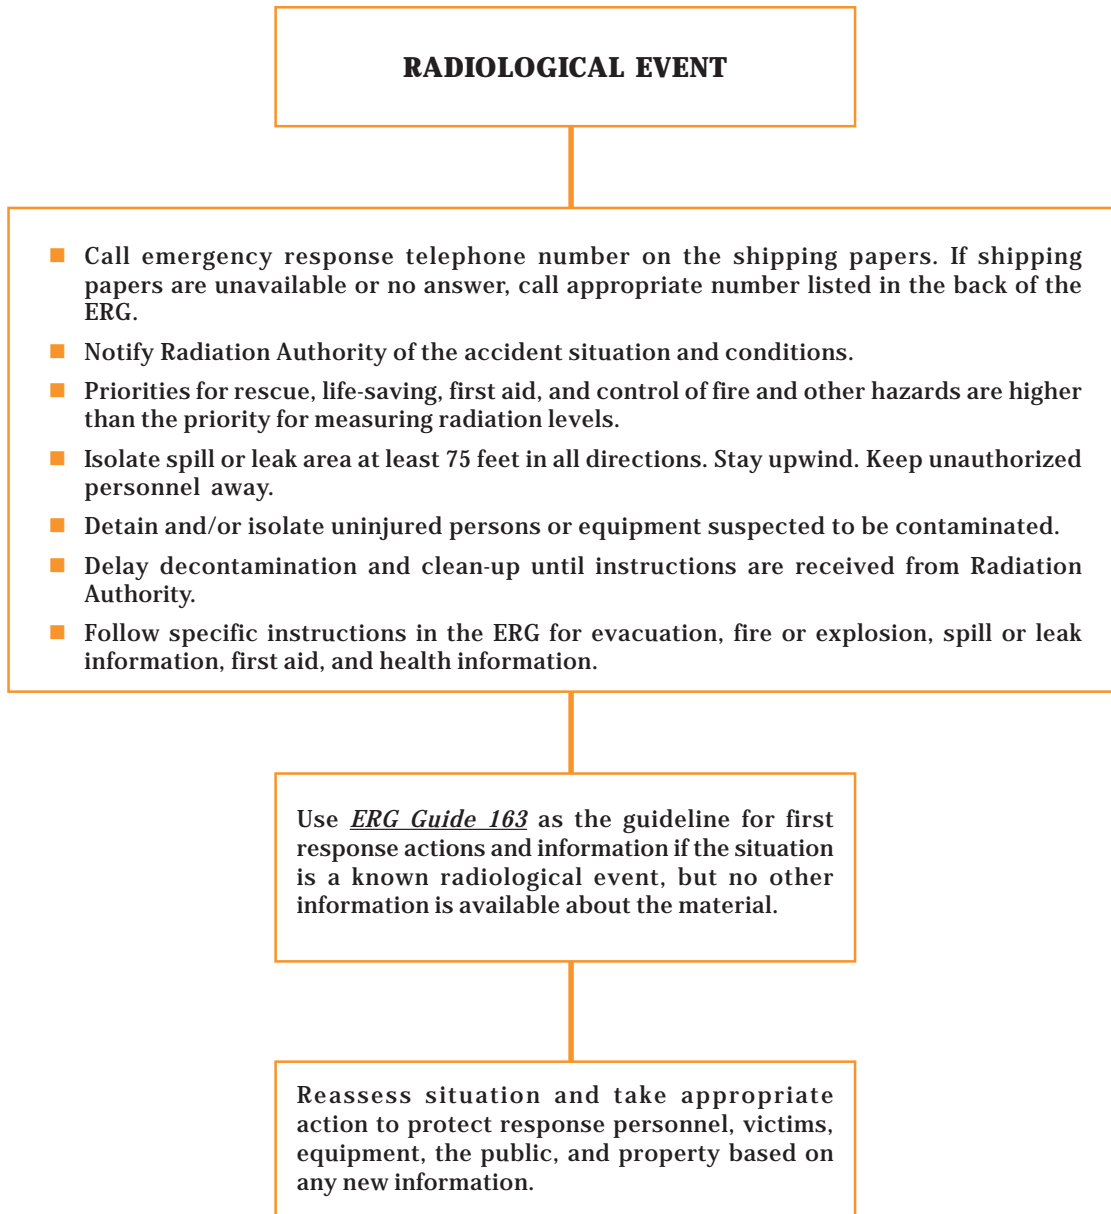 RADIOLOGICAL EVENT
■ Call emergency response telephone number on the shipping papers. If shipping
papers are unavailable or no answer, call appropriate number listed in the back of the
ERG.
■ Notify Radiation Authority of the accident situation and conditions.
■ Priorities for rescue, life-saving, first aid, and control of fire and other hazards are higher
than the priority for measuring radiation levels.
■ Isolate spill or leak area at least 75 feet in all directions. Stay upwind. Keep unauthorized
personnel away.
■ Detain and/or isolate uninjured persons or equipment suspected to be contaminated.
■ Delay decontamination and clean-up until instructions are received from Radiation
Authority.
■ Follow specific instructions in the ERG for evacuation, fire or explosion, spill or leak
information, first aid, and health information.
Use ERG Guide 163 as the guideline for first
response actions and information if the situation
is a known radiological event, but no other
information is available about the material.
Reassess situation and take appropriate
action to protect response personnel, victims,
equipment, the public, and property based on
any new information.